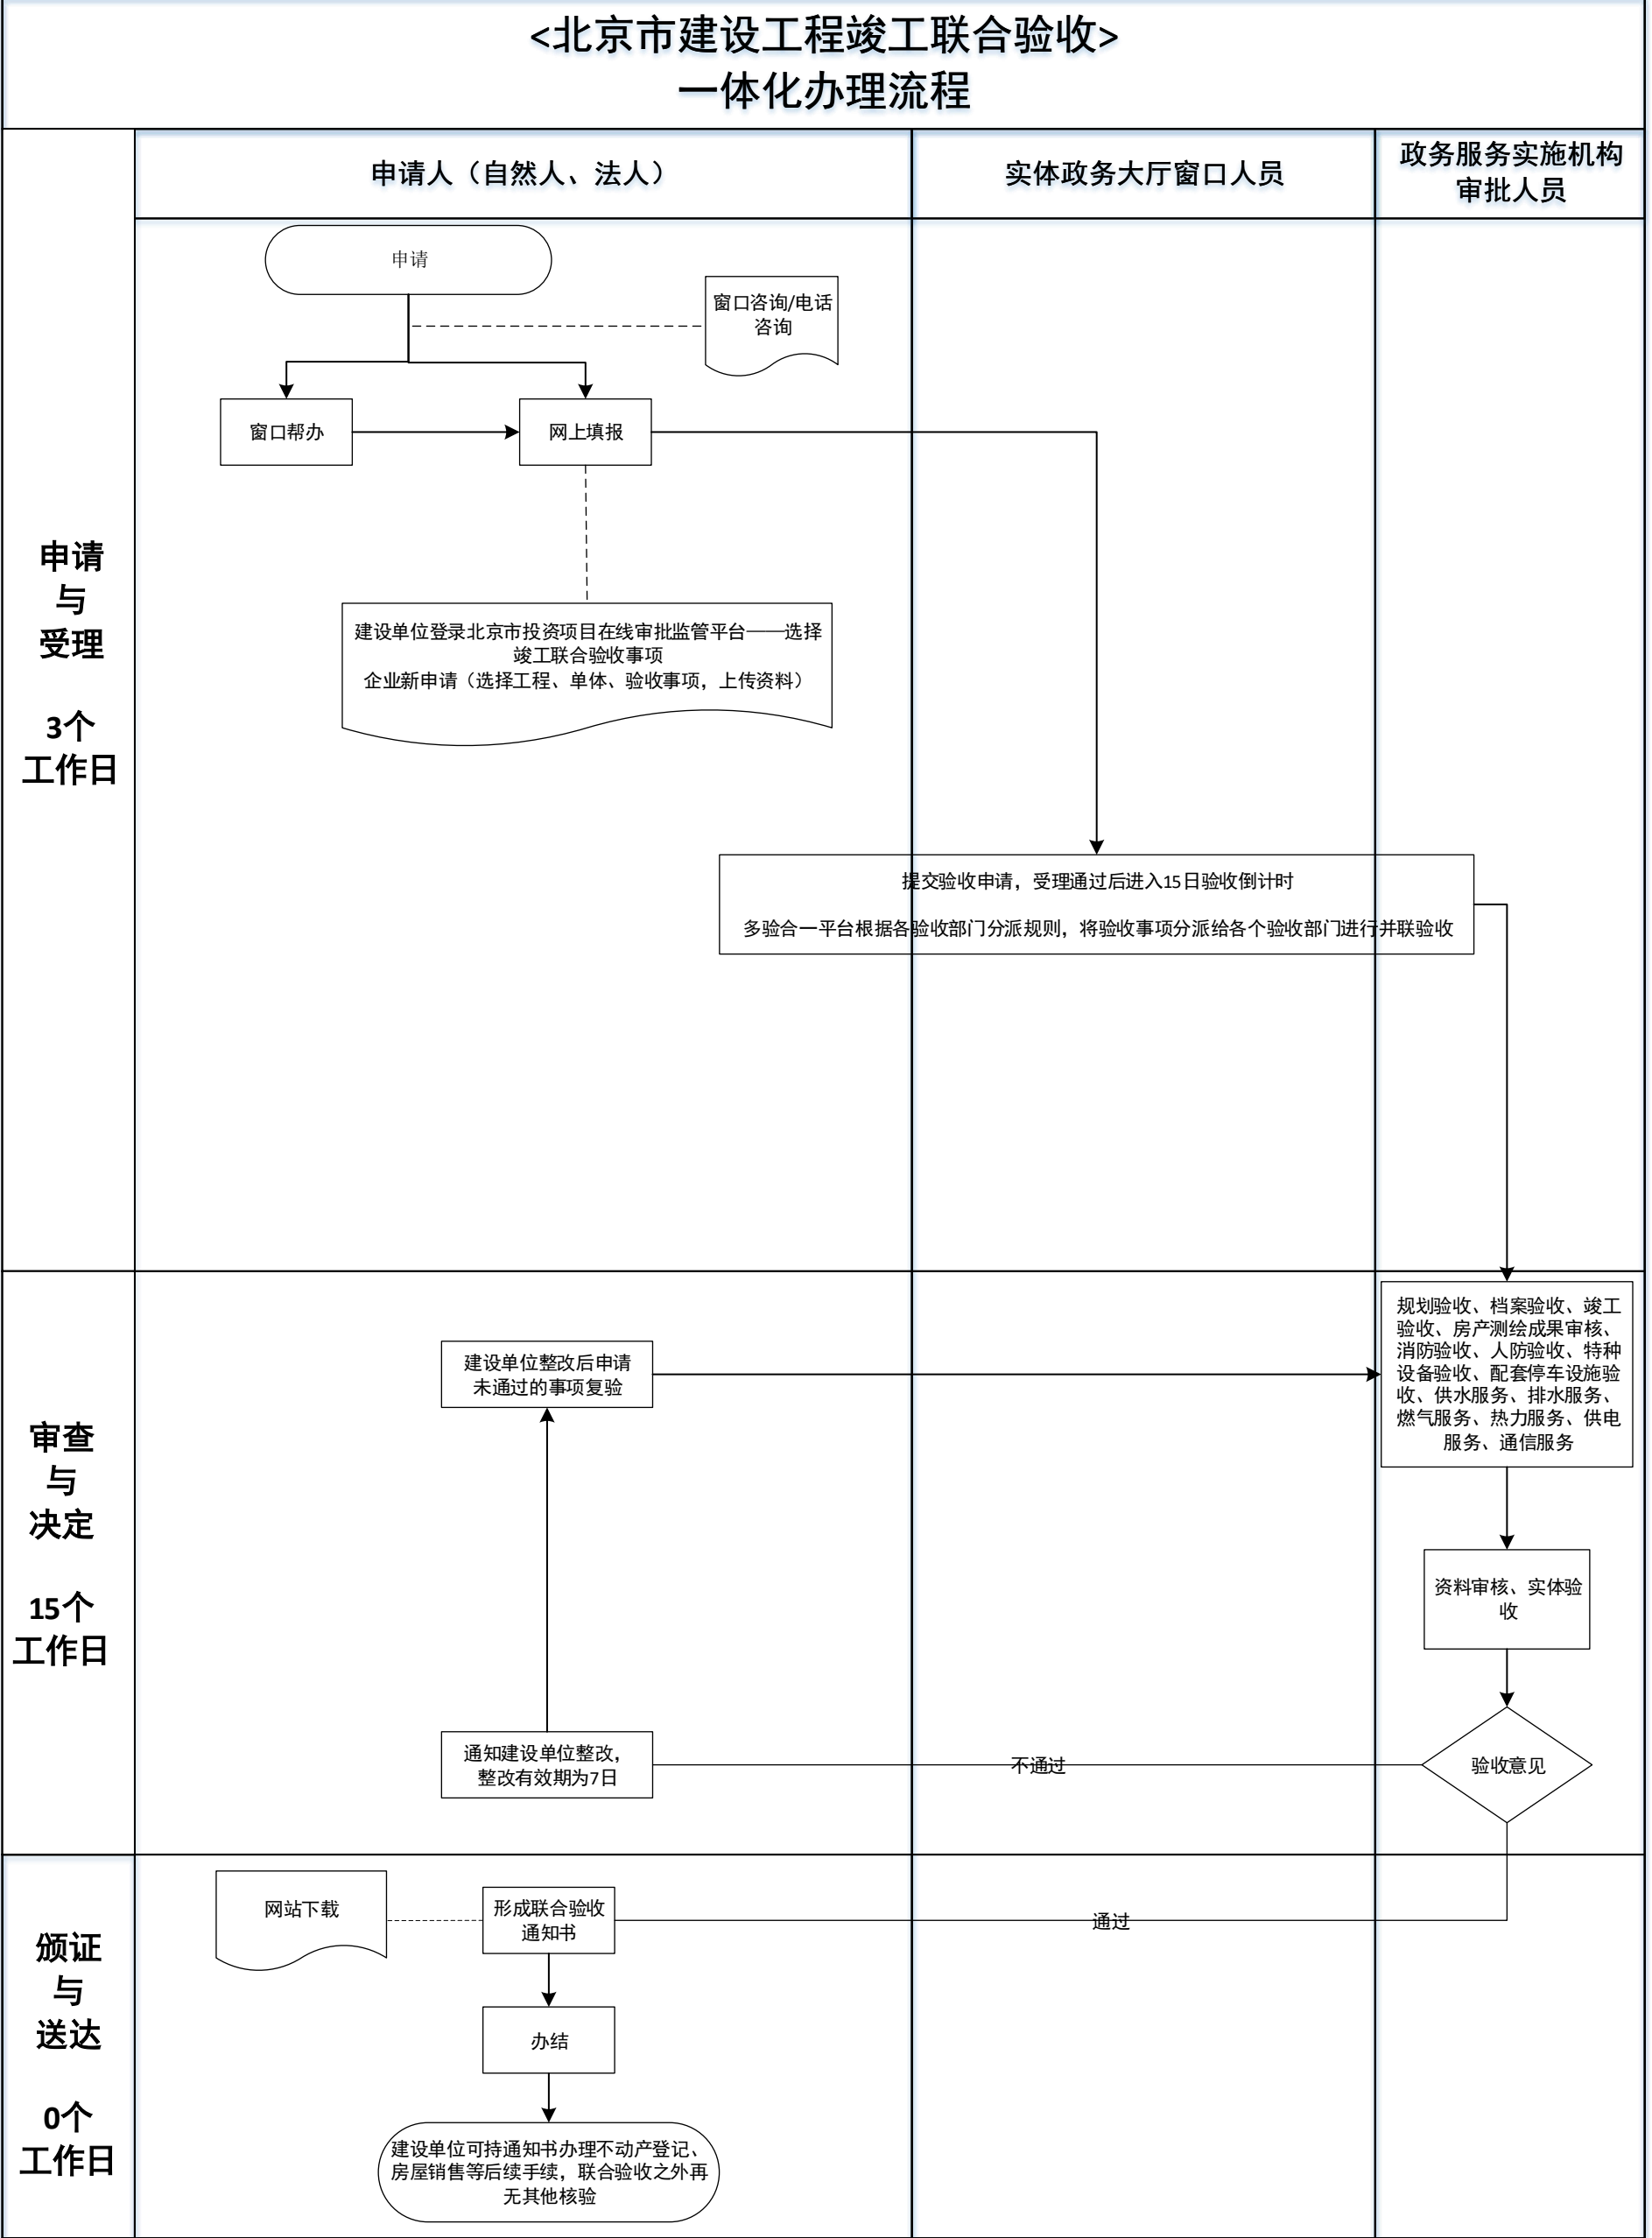 <北京市建设工程竣工联合验收>
一体化办理流程
申请人（自然人、法人）
实体政务大厅窗口人员
政务服务实施机构
审批人员
申请
与
受理
3个
工作日
申请
窗口咨询/电话
咨询
窗口帮办
网上填报
建设单位登录北京市投资项目在线审批监管平台——选择
竣工联合验收事项
企业新申请（选择工程、单体、验收事项，上传资料）
提交验收申请，受理通过后进入15日验收倒计时
多验合一平台根据各验收部门分派规则，将验收事项分派给各个验收部门进行并联验收
审查
与
决定
15个
工作日
建设单位整改后申请
未通过的事项复验
规划验收、档案验收、竣工
验收、房产测绘成果审核、
消防验收、人防验收、特种
设备验收、配套停车设施验
收、供水服务、排水服务、
燃气服务、热力服务、供电
服务、通信服务
资料审核、实体验
收
通知建设单位整改，
整改有效期为7日
不通过
验收意见
颁证
与
送达
0个
工作日
网站下载
形成联合验收
通知书
通过
办结
建设单位可持通知书办理不动产登记、
房屋销售等后续手续，联合验收之外再
无其他核验